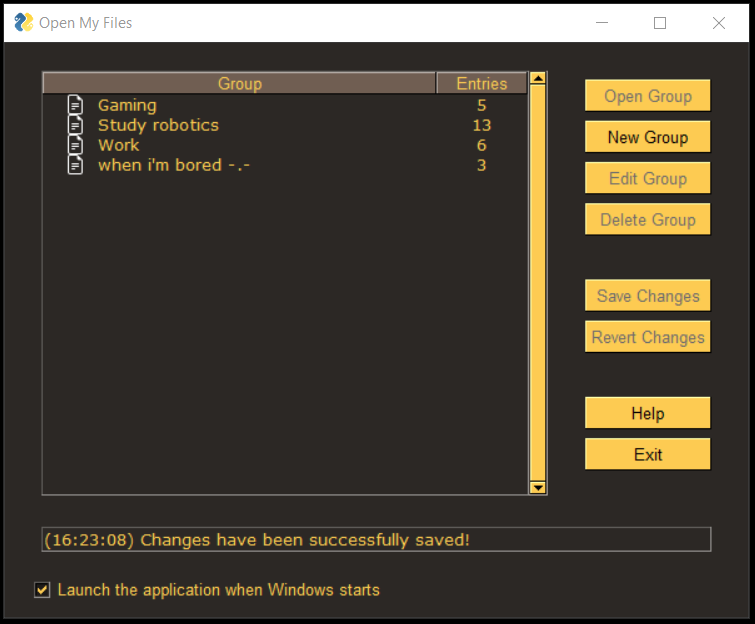 Open My Files
Group Entries
Gaming 5
Study robotics 13
Work 6
when i'm bored -.- 3
Open Group
New Group
Edit Group
Delete Group
Save Changes
Revert Changes
Help
Exit
(16:23:08) Changes have been successfully saved!
Launch the application when Windows starts